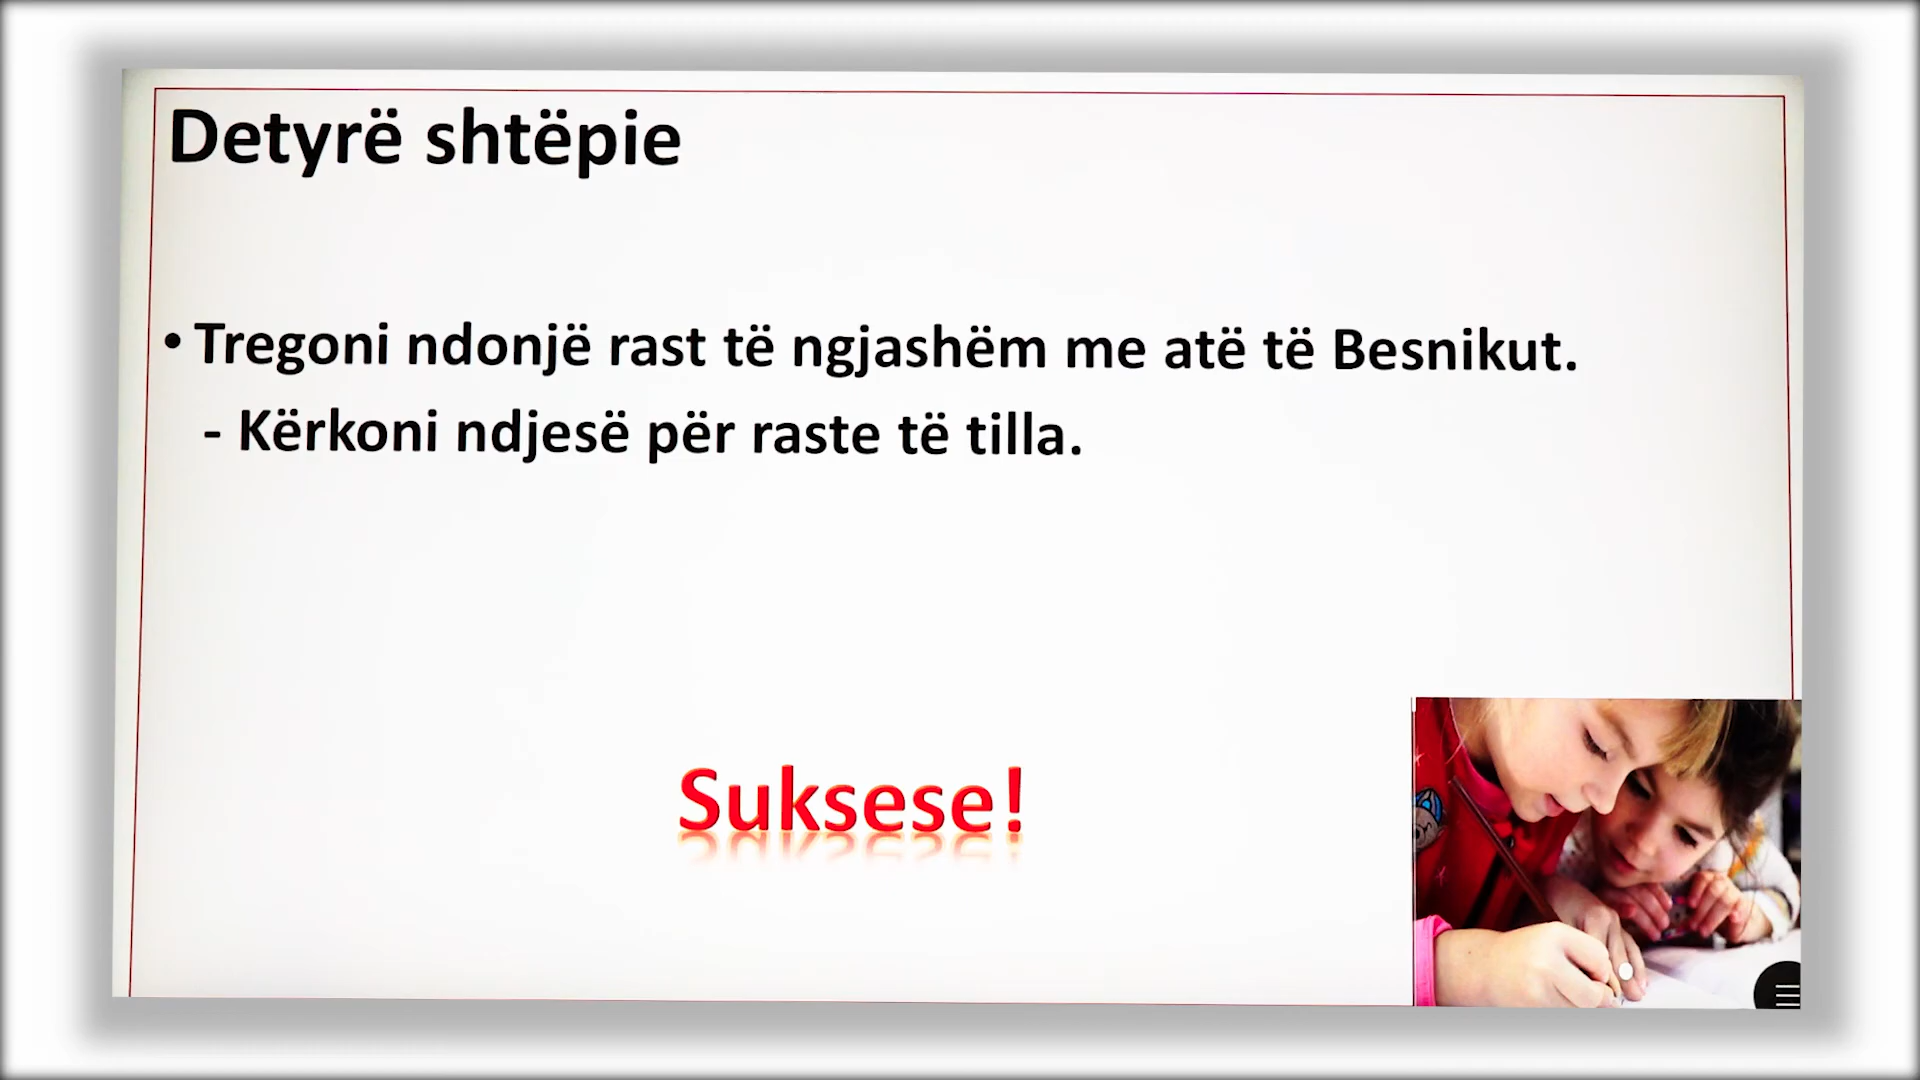 Detyrë shtëpie
• Tregoni ndonjë rast të ngjashëm me atë të Besnikut.
- Kërkoni ndjesë për raste të tilla.
Suksese!